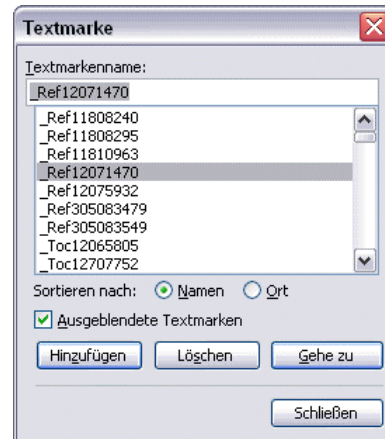 Textmarke
Textmarkenname:
_Ref12071470
_Ref11808240
_Ref11808295
_Ref11810963
_Ref12071470
_Ref12075932
_Ref305083479
_Ref305083549
_Toc12065805
_Toc12707752
Sortieren nach: Namen Ort
Ausgeblendete Textmarken
Hinzufügen Löschen Gehe zu
Schließen